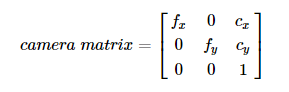 camera matrix = [ f_x 0 c_x
0 f_y c_y
0 0 1 ]